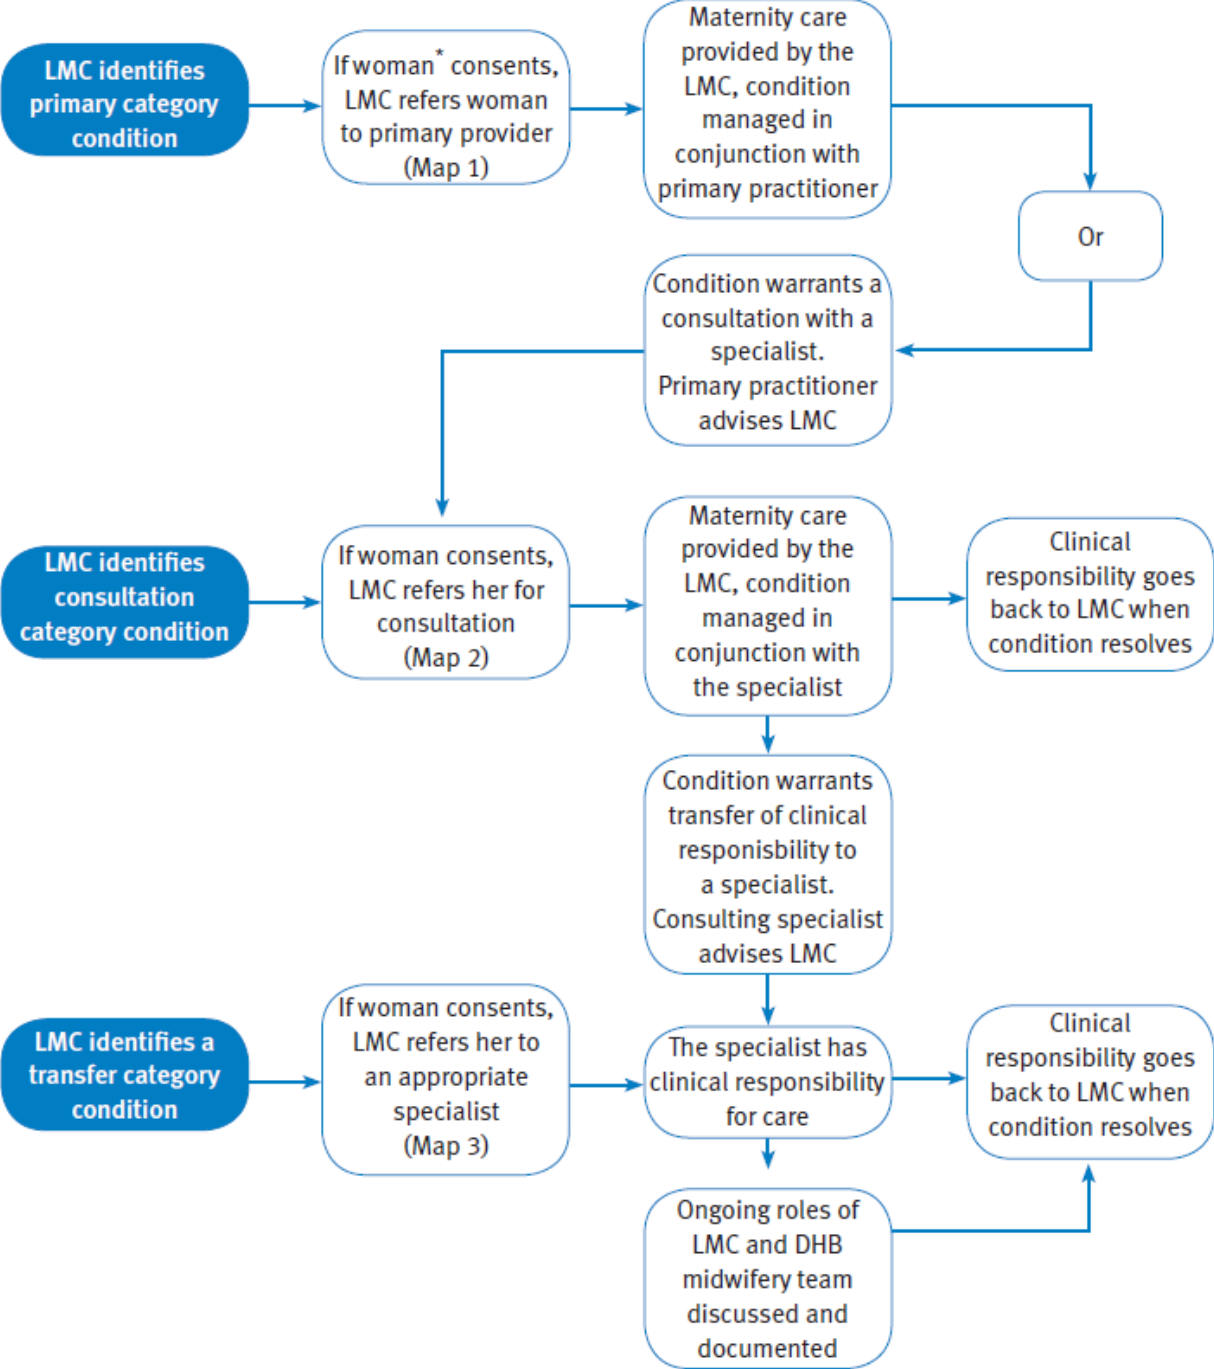 LMC identifies
primary category
condition
If woman* consents,
LMC refers woman
to primary provider
(Map 1)
Maternity care
provided by the
LMC, condition
managed in
conjunction with
primary practitioner
Or
Condition warrants a
consultation with a
specialist.
Primary practitioner
advises LMC
LMC identifies
consultation
category condition
If woman consents,
LMC refers her for
consultation
(Map 2)
Maternity care
provided by the
LMC, condition
managed in
conjunction with
the specialist
Clinical
responsibility goes
back to LMC when
condition resolves
Condition warrants
transfer of clinical
responisbility to
a specialist.
Consulting specialist
advises LMC
LMC identifies a
transfer category
condition
If woman consents,
LMC refers her to
an appropriate
specialist
(Map 3)
The specialist has
clinical responsibility
for care
Clinical
responsibility goes
back to LMC when
condition resolves
Ongoing roles of
LMC and DHB
midwifery team
discussed and
documented